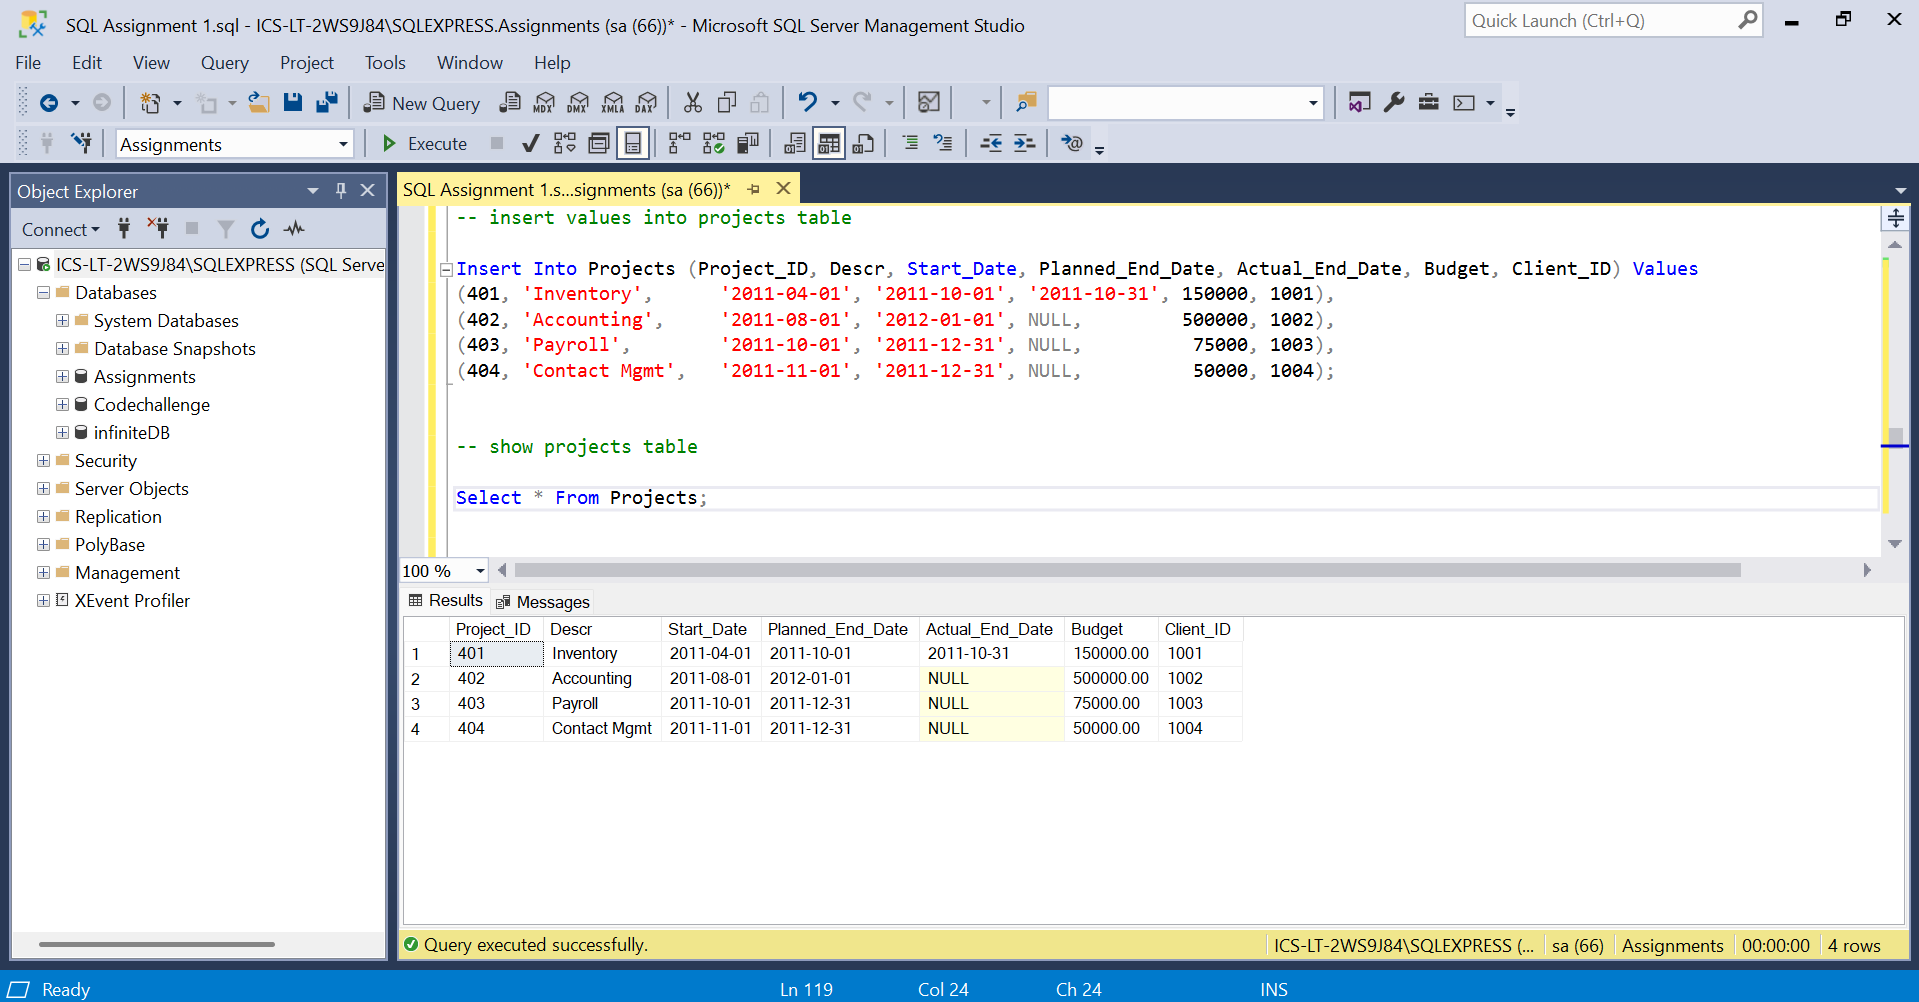 SQL Assignment 1.sql - ICS-LT-2WS9J84\SQLEXPRESS.Assignments (sa (66))* - Microsoft SQL Server Management Studio
Quick Launch (Ctrl+Q)
File Edit View Query Project Tools Window Help
New Query MDX DMX XMLA DAX
Assignments Execute
Object Explorer
Connect
ICS-LT-2WS9J84\SQLEXPRESS (SQL Serve
Databases
System Databases
Database Snapshots
Assignments
Codechallenge
infiniteDB
Security
Server Objects
Replication
PolyBase
Management
XEvent Profiler
SQL Assignment 1.s...signments (sa (66))*
-- insert values into projects table
Insert Into Projects (Project_ID, Descr, Start_Date, Planned_End_Date, Actual_End_Date, Budget, Client_ID) Values
(401, 'Inventory', '2011-04-01', '2011-10-01', '2011-10-31', 150000, 1001),
(402, 'Accounting', '2011-08-01', '2012-01-01', NULL, 500000, 1002),
(403, 'Payroll', '2011-10-01', '2011-12-31', NULL, 75000, 1003),
(404, 'Contact Mgmt', '2011-11-01', '2011-12-31', NULL, 50000, 1004);
-- show projects table
Select * From Projects;
100 %
Results Messages
Project_ID Descr Start_Date Planned_End_Date Actual_End_Date Budget Client_ID
1 401 Inventory 2011-04-01 2011-10-01 2011-10-31 150000.00 1001
2 402 Accounting 2011-08-01 2012-01-01 NULL 500000.00 1002
3 403 Payroll 2011-10-01 2011-12-31 NULL 75000.00 1003
4 404 Contact Mgmt 2011-11-01 2011-12-31 NULL 50000.00 1004
Query executed successfully.
ICS-LT-2WS9J84\SQLEXPRESS (... sa (66) Assignments 00:00:00 4 rows
Ready Ln 119 Col 24 Ch 24 INS